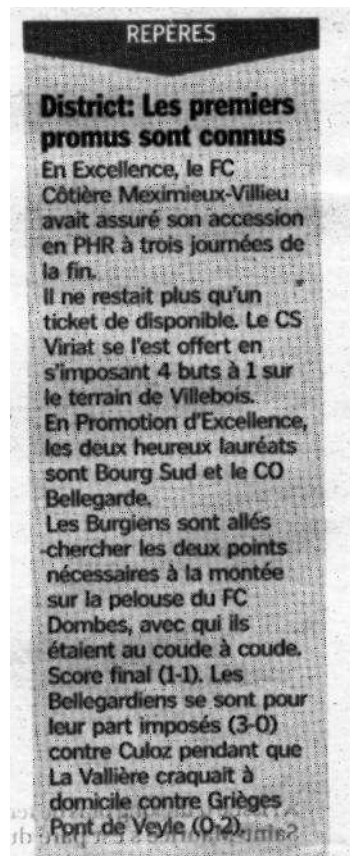 REPÈRES
District: Les premiers
promus sont connus
En Excellence, le FC
Côtière Meximieux-Villieu
avait assuré son accession
en PHR à trois journées de
la fin.
Il ne restait plus qu'un
ticket de disponible. Le CS
Viriat se l'est offert en
s'imposant 4 buts à 1 sur
le terrain de Villebois.
En Promotion d'Excellence,
les deux heureux lauréats
sont Bourg Sud et le CO
Bellegarde.
Les Burgiens sont allés
chercher les deux points
nécessaires à la montée
sur la pelouse du FC
Dombes, avec qui ils
étaient au coude à coude.
Score final (1-1). Les
Bellegardiens se sont pour
leur part imposés (3-0)
contre Culoz pendant que
La Vallière craquait à
domicile contre Grièges
Pont de Veyle (0-2).